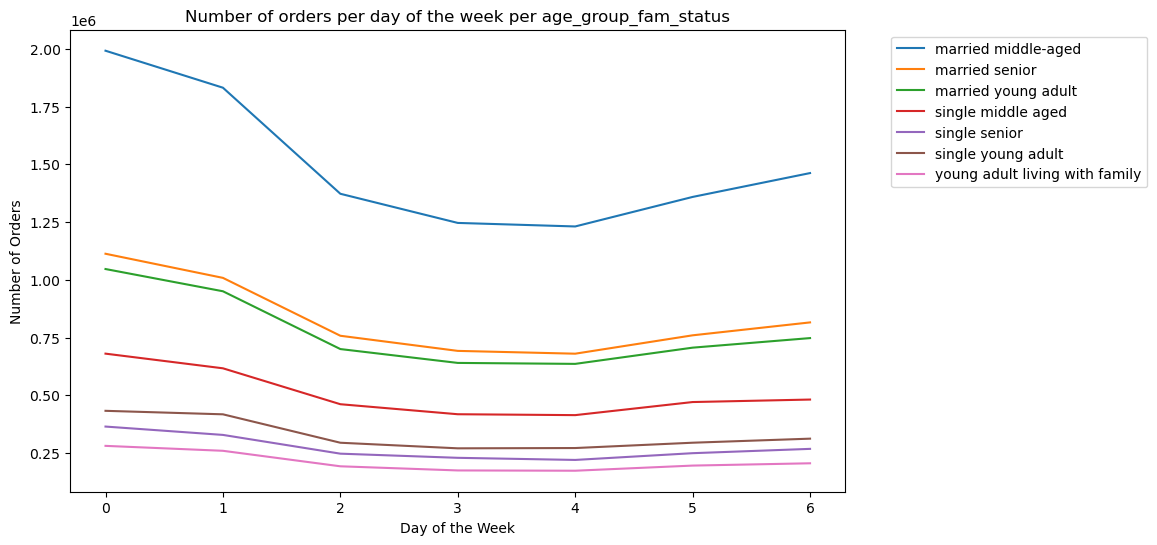 Number of orders per day of the week per age_group_fam_status
1e6
2.00
1.75
1.50
1.25
1.00
0.75
0.50
0.25
Number of Orders
0 1 2 3 4 5 6
Day of the Week
married middle-aged
married senior
married young adult
single middle aged
single senior
single young adult
young adult living with family